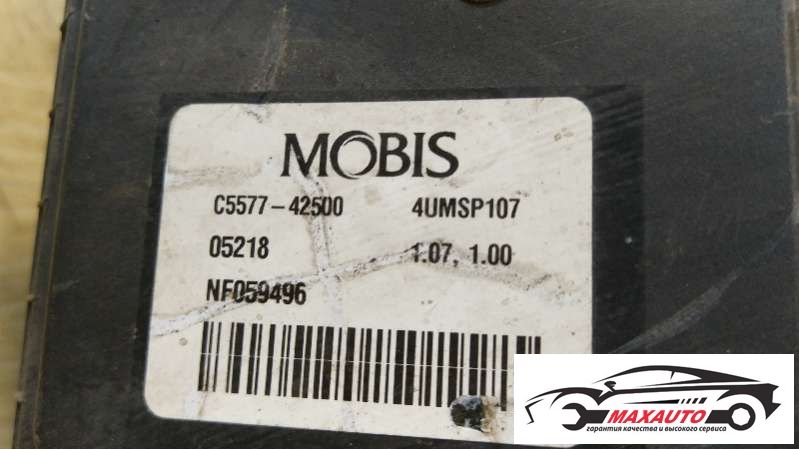 MOBIS
C5577-42500 4UMSP107
05218 1.07, 1.00
NF059496
MAXAUTO
гарантия качества и высокого сервиса